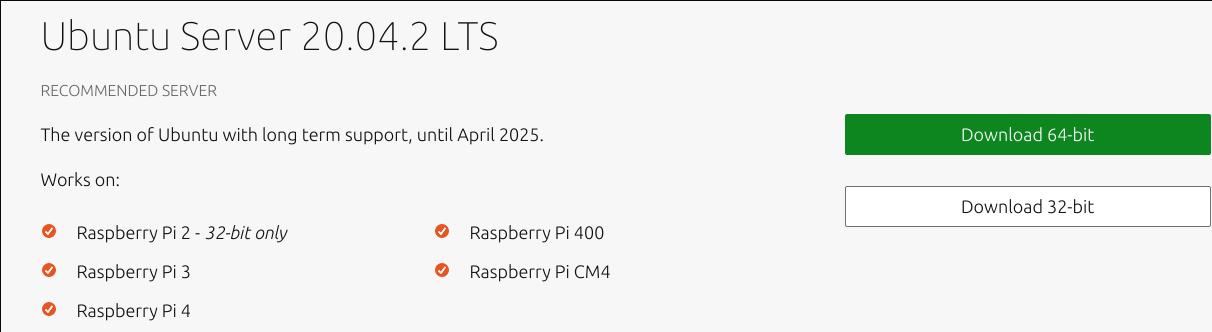 Ubuntu Server 20.04.2 LTS
RECOMMENDED SERVER
The version of Ubuntu with long term support, until April 2025.
Works on:
Raspberry Pi 2 - 32-bit only
Raspberry Pi 3
Raspberry Pi 4
Raspberry Pi 400
Raspberry Pi CM4
Download 64-bit
Download 32-bit